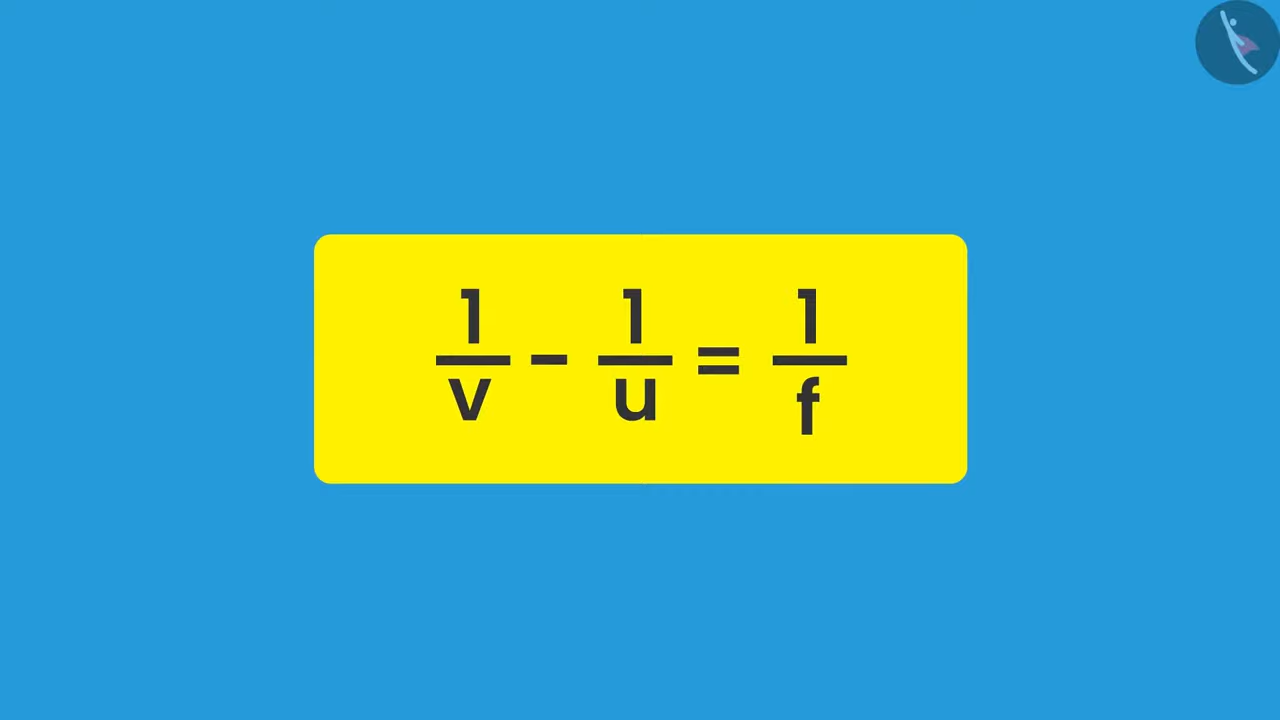 1/v - 1/u = 1/f